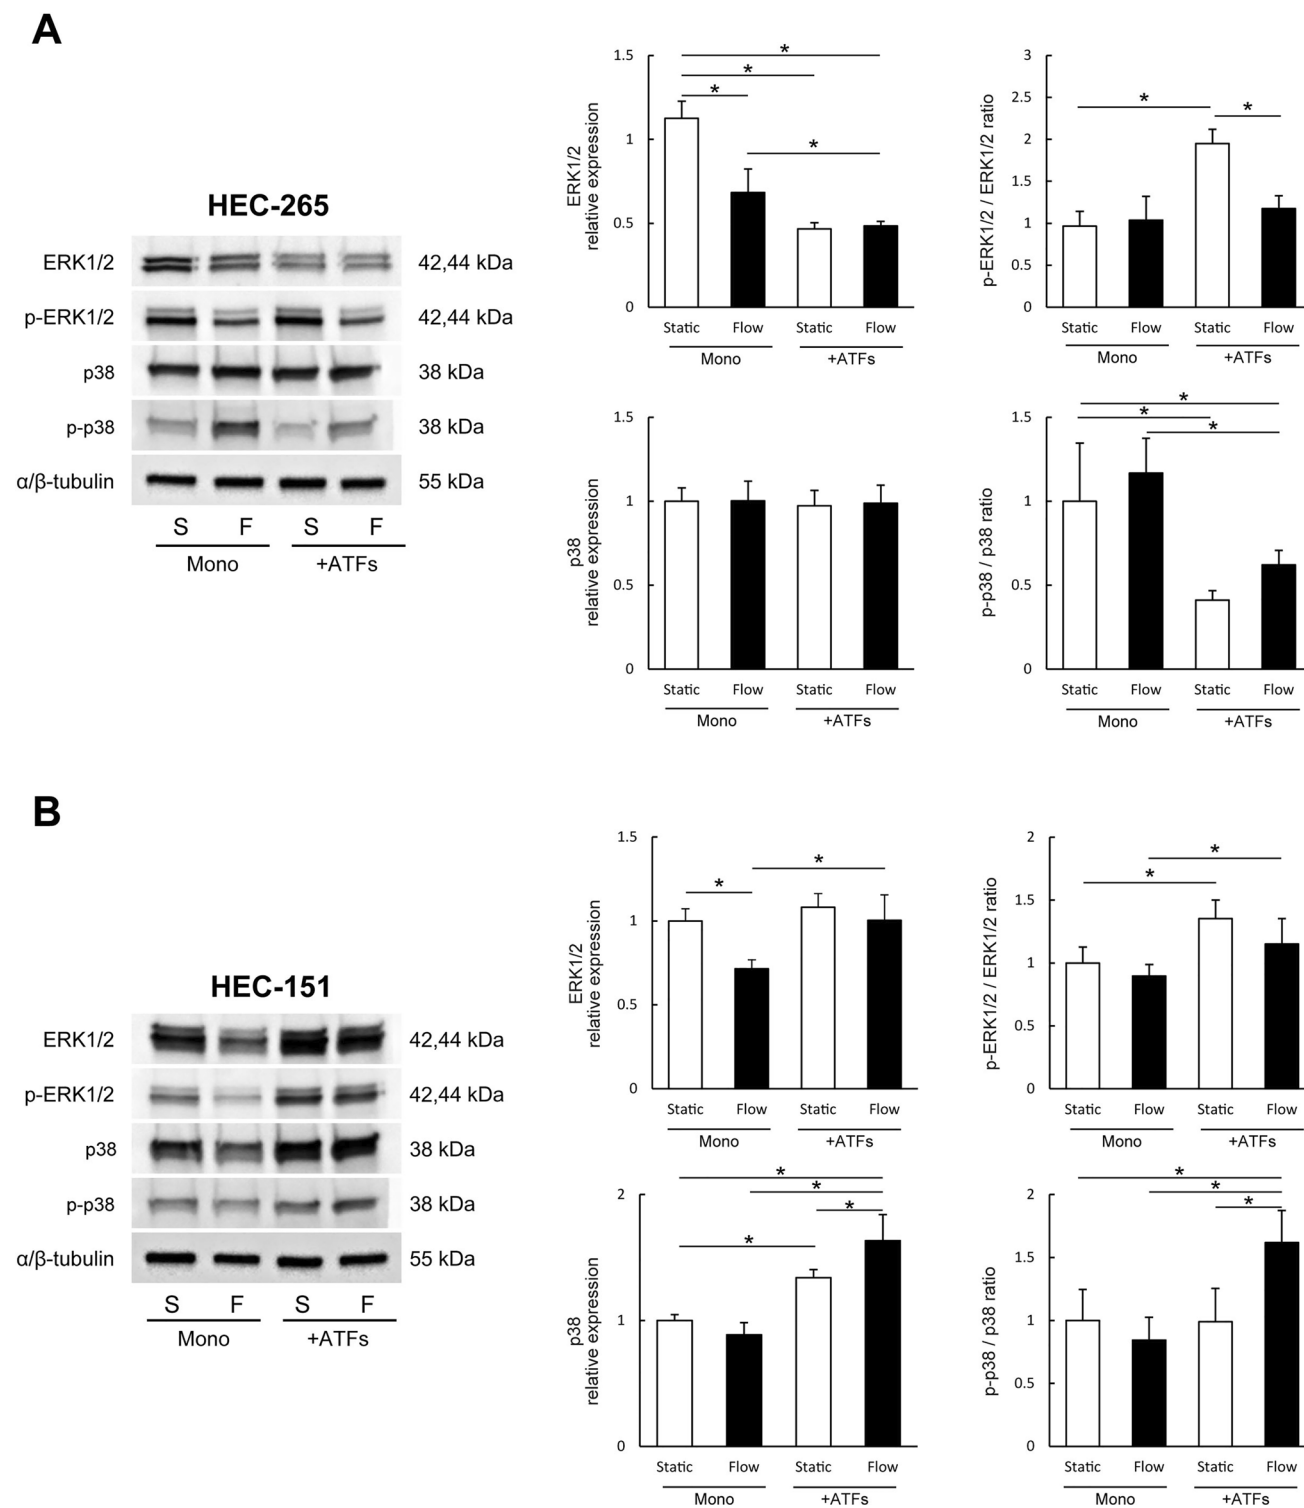 A
HEC-265
ERK1/2 42,44 kDa
p-ERK1/2 42,44 kDa
p38 38 kDa
p-p38 38 kDa
α/β-tubulin 55 kDa
S F S F
Mono +ATFs
ERK1/2
relative expression
1.5
*
*
*
1
*
0.5
0
Static Flow Static Flow
Mono +ATFs
p-ERK1/2 / ERK1/2 ratio
3
2.5
* *
2
1.5
1
0.5
0
Static Flow Static Flow
Mono +ATFs
p38
relative expression
1.5
1
0.5
0
Static Flow Static Flow
Mono +ATFs
p-p38 / p38 ratio
*
1.5 *
*
1
0.5
0
Static Flow Static Flow
Mono +ATFs
B
HEC-151
ERK1/2 42,44 kDa
p-ERK1/2 42,44 kDa
p38 38 kDa
p-p38 38 kDa
α/β-tubulin 55 kDa
S F S F
Mono +ATFs
ERK1/2
relative expression
1.5
*
*
1
0.5
0
Static Flow Static Flow
Mono +ATFs
p-ERK1/2 / ERK1/2 ratio
2
*
*
1.5
1
0.5
0
Static Flow Static Flow
Mono +ATFs
p38
relative expression
*
2 *
*
*
1
0
Static Flow Static Flow
Mono +ATFs
p-p38 / p38 ratio
*
2 *
*
1.5
1
0.5
0
Static Flow Static Flow
Mono +ATFs